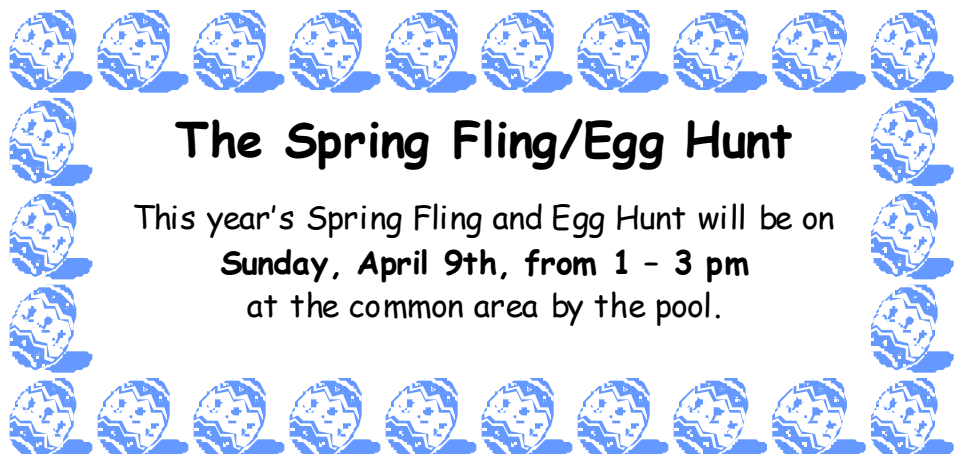 The Spring Fling/Egg Hunt
This year's Spring Fling and Egg Hunt will be on
Sunday, April 9th, from 1 – 3 pm
at the common area by the pool.